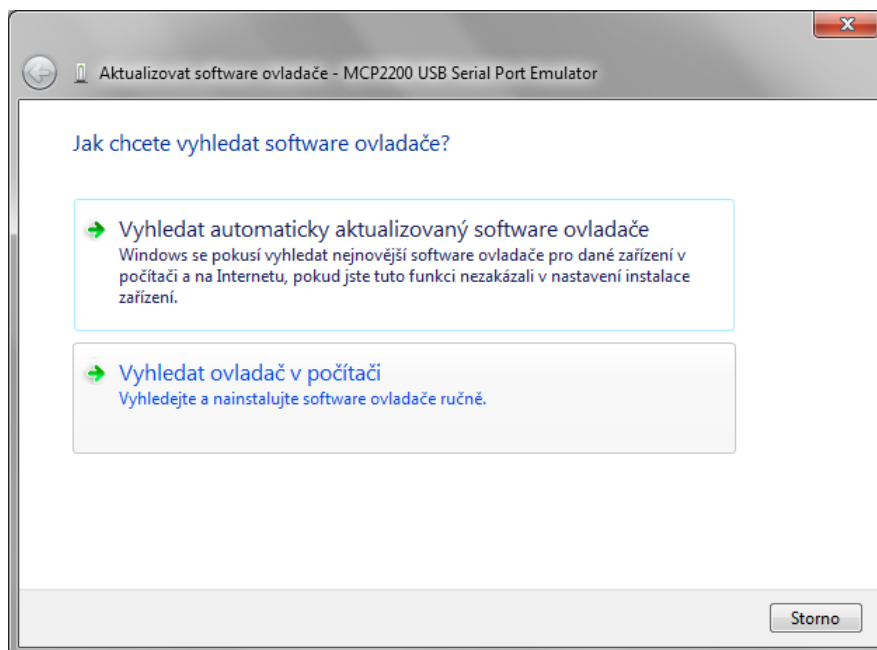 Aktualizovat software ovladače - MCP2200 USB Serial Port Emulator
Jak chcete vyhledat software ovladače?
Vyhledat automaticky aktualizovaný software ovladače
Windows se pokusí vyhledat nejnovější software ovladače pro dané zařízení v
počítači a na Internetu, pokud jste tuto funkci nezakázali v nastavení instalace
zařízení.
Vyhledat ovladač v počítači
Vyhledejte a nainstalujte software ovladače ručně.
Storno